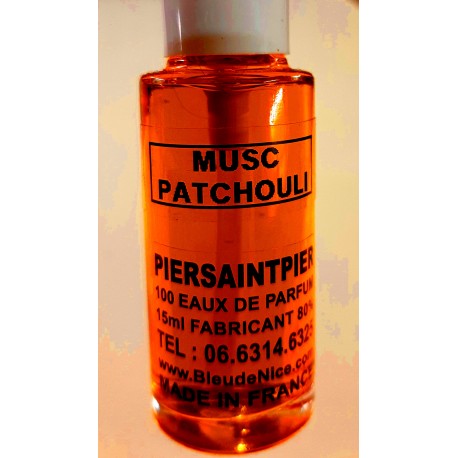 MUSC
PATCHOULI
PIERSAINTPIER
100 EAUX DE PARFUM
15ml FABRICANT 80%
TEL : 06.6314.632
www.BleudeNice.com
MADE IN FRANCE